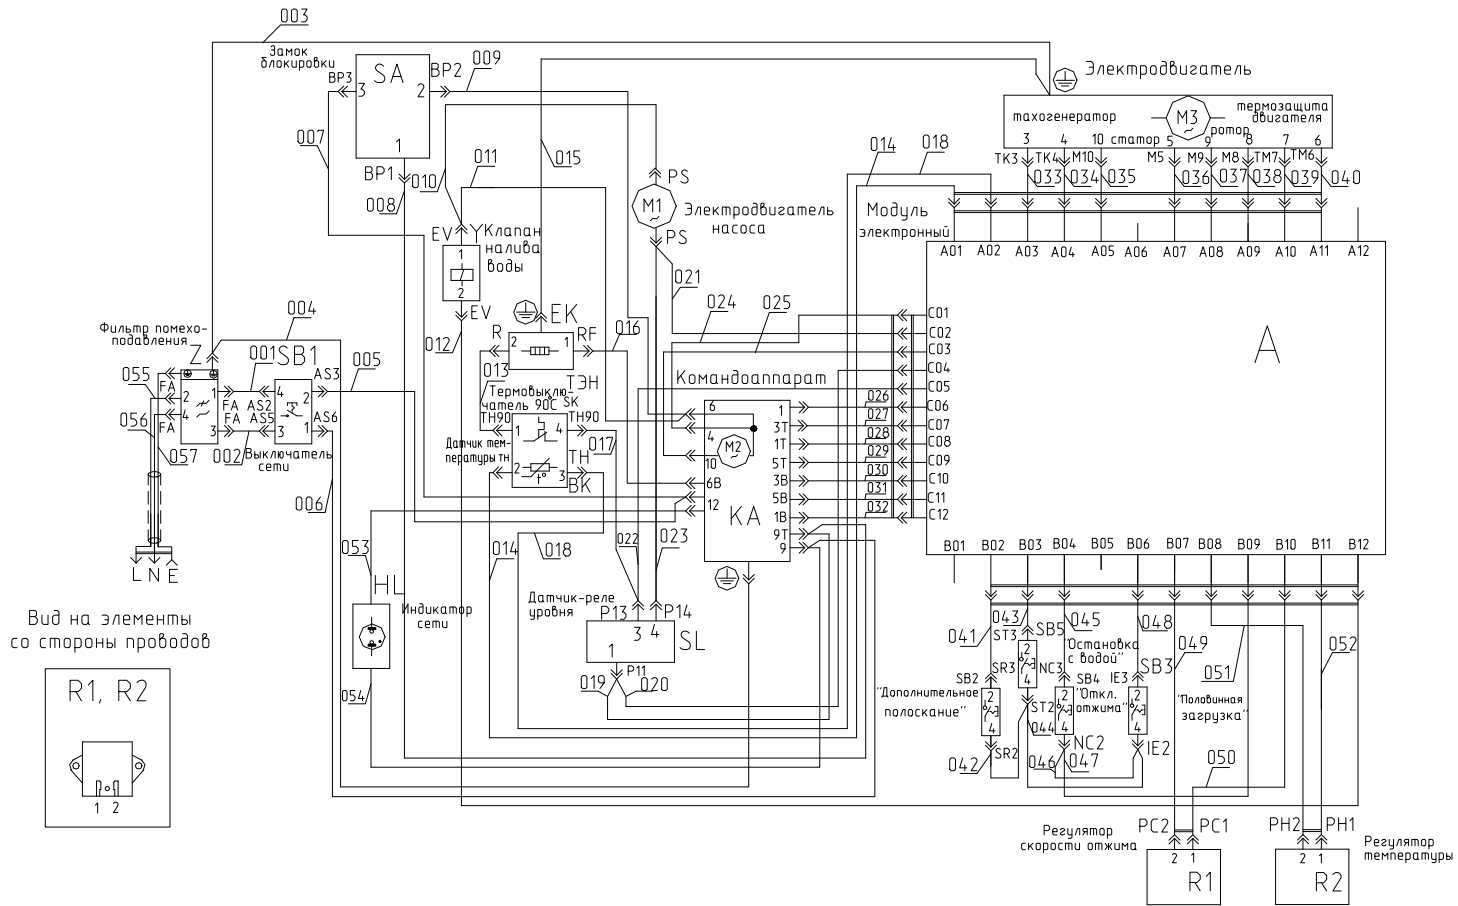 003
Замок
блокировки
BP3
SA
BP2
009
3
2
1
BP1
007
008
010
011
015
014
018
Электродвигатель
тахогенератор
M3
~
термозащита
двигателя
ротор
статор
3
4
10
5
9
8
7
6
TK3
TK4
M10
M5
M9
M8
TM7
TM6
033
034
035
036
037
038
039
040
PS
M1
~
Электродвигатель
насоса
PS
021
Модуль
электронный
A01
A02
A03
A04
A05
A06
A07
A08
A09
A10
A11
A12
EV
Y
Клапан
налива
воды
1
2
EV
012
EK
R
RF
016
2
1
ТЭН
013
024
025
C01
C02
C03
C04
C05
C06
C07
C08
C09
C10
C11
C12
A
004
Фильтр помехо-
подавления
Z
001
SB1
AS3
005
055
FA
2
1
4
3
FA
AS2
FA
AS5
FA
4
2
3
1
AS6
056
057
002
Выключатель
сети
006
Термовыклю-
чатель 90°C
SK
TH90
TH90
1
4
017
Датчик тем-
пературы
TH
2
3
t°
TH
BK
Командоаппарат
6
4
10
6B
12
M2
~
KA
1
3T
1T
5T
3B
5B
1B
9T
9
026
027
028
029
030
031
032
L
N
E
053
HL
Индикатор
сети
054
014
018
022
023
Датчик-реле
уровня
P13
P14
3
4
1
SL
P11
019
020
B01
B02
B03
B04
B05
B06
B07
B08
B09
B10
B11
B12
041
043
ST3
SB5
045
"Остановка
с водой"
048
049
051
052
SR3
2
4
NC3
SB2
SB4
IE3
SB3
"Дополнительное
полоскание"
2
4
ST2
044
2
4
"Откл.
отжима"
2
4
"Половинная
загрузка"
042
SR2
046
047
NC2
IE2
050
Вид на элементы
со стороны проводов
R1, R2
1
2
Регулятор
скорости отжима
PC2
PC1
2
1
R1
PH2
PH1
2
1
R2
Регулятор
температуры